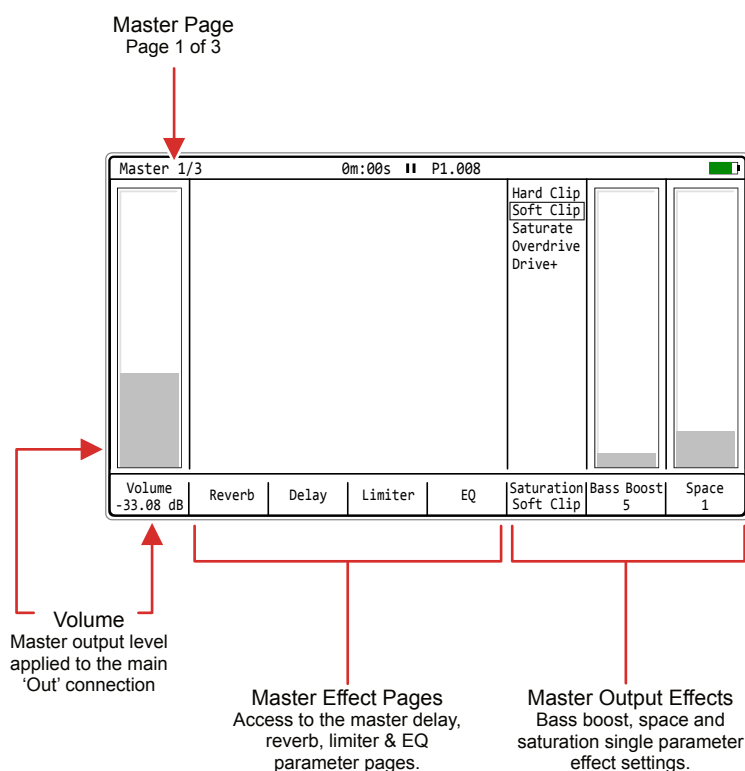 Master Page
Page 1 of 3
Master 1/3 0m:00s P1.008
Hard Clip
Soft Clip
Saturate
Overdrive
Drive+
Volume
-33.08 dB
Reverb
Delay
Limiter
EQ
Saturation
Soft Clip
Bass Boost
5
Space
1
Volume
Master output level
applied to the main
‘Out’ connection
Master Effect Pages
Access to the master delay,
reverb, limiter & EQ
parameter pages.
Master Output Effects
Bass boost, space and
saturation single parameter
effect settings.